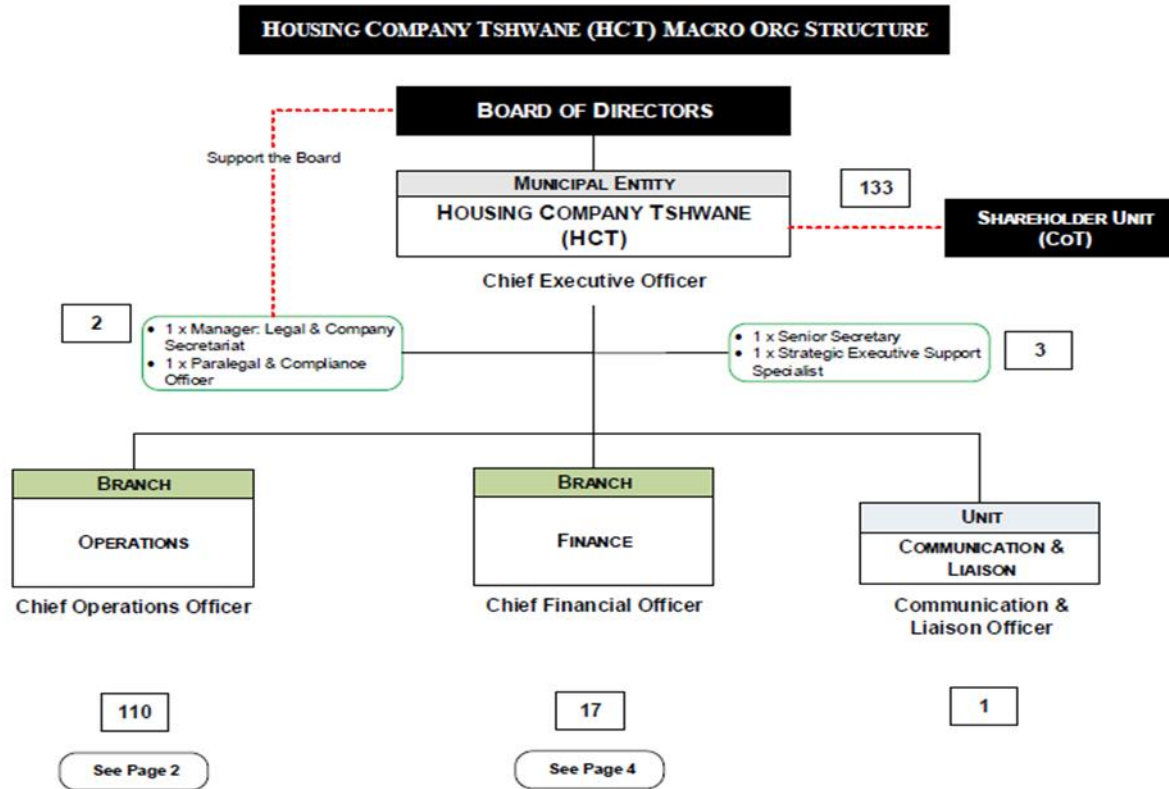 HOUSING COMPANY TSHWANE (HCT) MACRO ORG STRUCTURE
BOARD OF DIRECTORS
Support the Board
MUNICIPAL ENTITY
HOUSING COMPANY TSHWANE
(HCT)
133
SHAREHOLDER UNIT
(COT)
Chief Executive Officer
2
• 1 x Manager: Legal & Company
Secretariat
• 1 x Paralegal & Compliance
Officer
• 1 x Senior Secretary
• 1 x Strategic Executive Support
Specialist
3
BRANCH
OPERATIONS
Chief Operations Officer
BRANCH
FINANCE
Chief Financial Officer
UNIT
COMMUNICATION &
LIAISON
Communication &
Liaison Officer
110
17
1
See Page 2
See Page 4